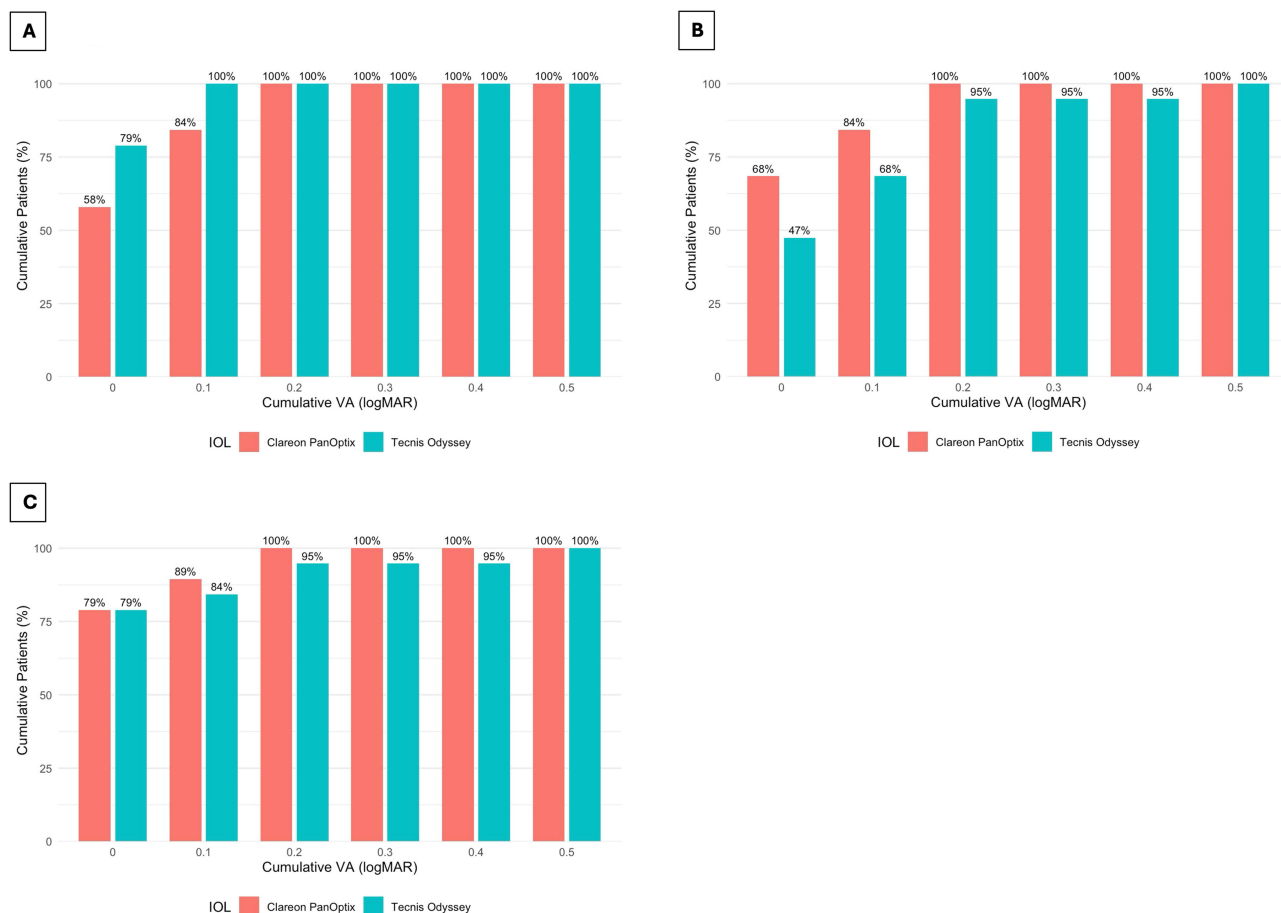 A
100% 100% 100% 100% 100% 100% 100% 100% 100%
84%
79%
58%
100
75
50
25
0
Cumulative Patients (%)
0 0.1 0.2 0.3 0.4 0.5
Cumulative VA (logMAR)
IOL Clareon PanOptix Tecnis Odyssey
B
100% 100% 100% 100% 100%
95% 95% 95%
84%
68% 68%
47%
100
75
50
25
0
Cumulative Patients (%)
0 0.1 0.2 0.3 0.4 0.5
Cumulative VA (logMAR)
IOL Clareon PanOptix Tecnis Odyssey
C
100% 100% 100% 100% 100%
95% 95% 95%
89%
84%
79% 79%
100
75
50
25
0
Cumulative Patients (%)
0 0.1 0.2 0.3 0.4 0.5
Cumulative VA (logMAR)
IOL Clareon PanOptix Tecnis Odyssey